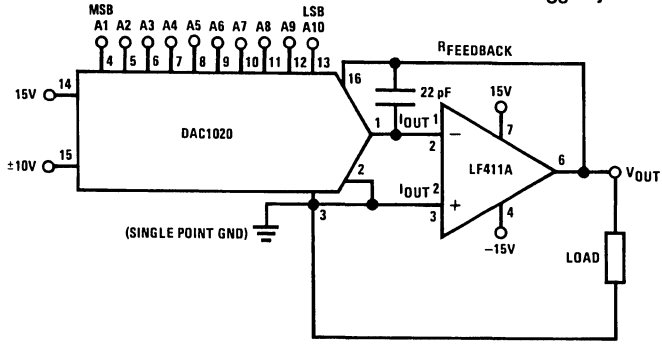 MSB
A1 A2 A3 A4 A5 A6 A7 A8 A9
LSB
A10
4 5 6 7 8 9 10 11 12 13
RFEEDBACK
16
15V
14
22 pF
15V
DAC1020
1
IOUT 1
2
7
6
VOUT
LF411A
±10V
15
2
IOUT 2
3
4
-15V
3
(SINGLE POINT GND)
LOAD